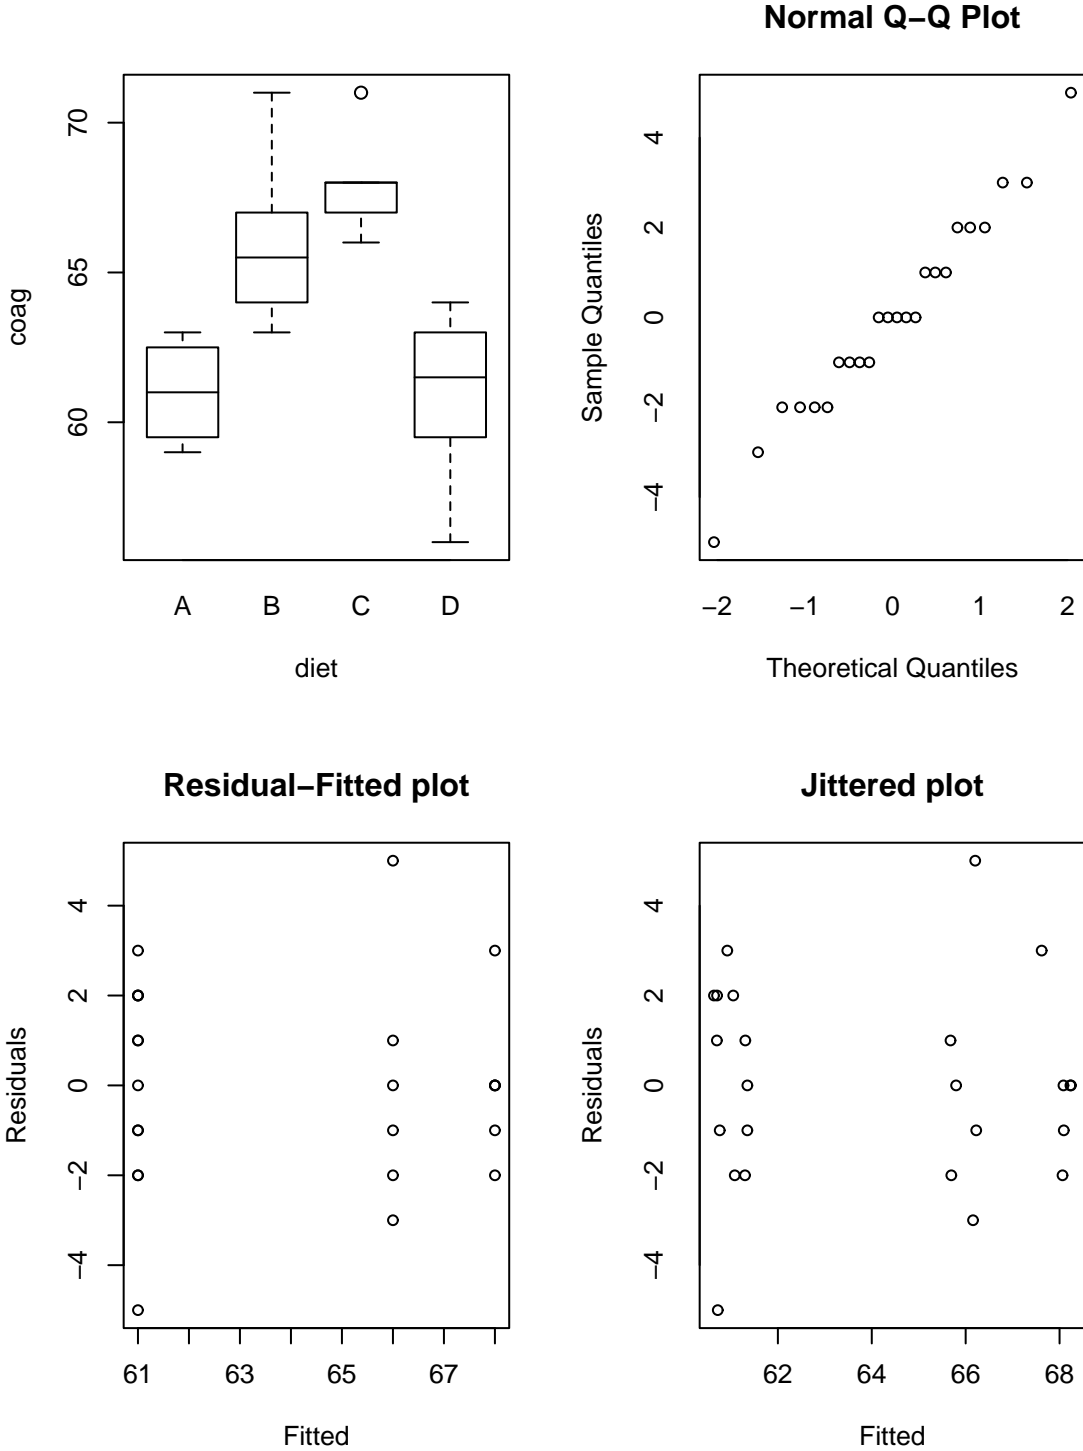 Normal Q−Q Plot
coag
70
65
60
A B C D
diet
Sample Quantiles
4
2
0
−2
−4
−2 −1 0 1 2
Theoretical Quantiles
Residual−Fitted plot
Residuals
4
2
0
−2
−4
61 63 65 67
Fitted
Jittered plot
Residuals
4
2
0
−2
−4
62 64 66 68
Fitted